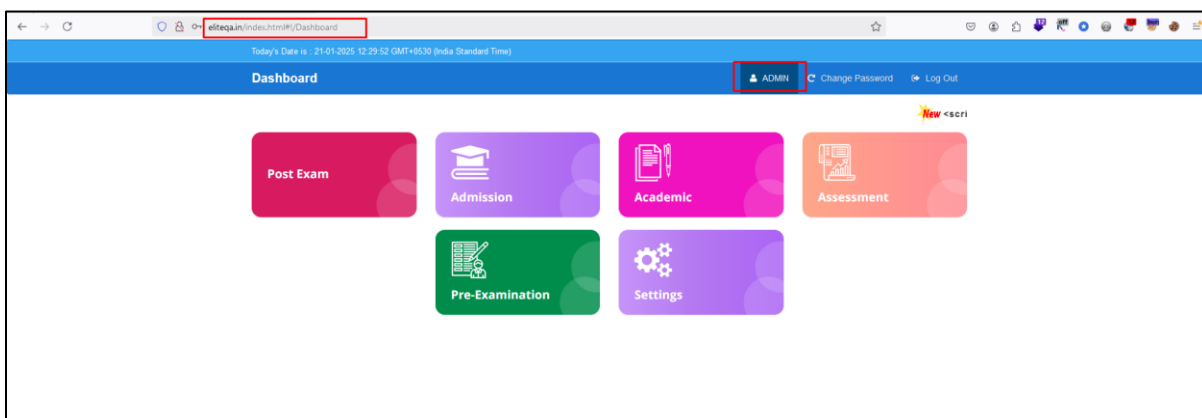 eliteqa.in/index.html#!/Dashboard
Today's Date is : 21-01-2025 12:29:52 GMT+0530 (India Standard Time)
Dashboard ADMIN Change Password Log Out
New <scri
Post Exam Admission Academic Assessment
Pre-Examination Settings